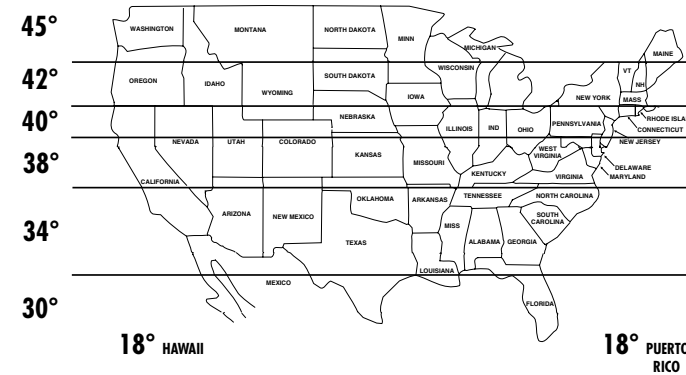 45°
WASHINGTON
MONTANA
NORTH DAKOTA
MINN
MICHIGAN
MAINE
42°
OREGON
IDAHO
WYOMING
SOUTH DAKOTA
WISCONSIN
IOWA
NEW YORK
VT
NH
MASS
40°
NEBRASKA
ILLINOIS
IND
OHIO
PENNSYLVANIA
RHODE ISLA
CONNECTICUT
NEW JERSEY
38°
NEVADA
UTAH
COLORADO
KANSAS
MISSOURI
WEST
VIRGINIA
KENTUCKY
VIRGINIA
DELAWARE
MARYLAND
CALIFORNIA
34°
ARIZONA
NEW MEXICO
OKLAHOMA
ARKANSAS
TENNESSEE
NORTH CAROLINA
SOUTH
CAROLINA
TEXAS
MISS
ALABAMA
GEORGIA
LOUISIANA
30°
MEXICO
FLORIDA
18° HAWAII
18° PUERTO
RICO